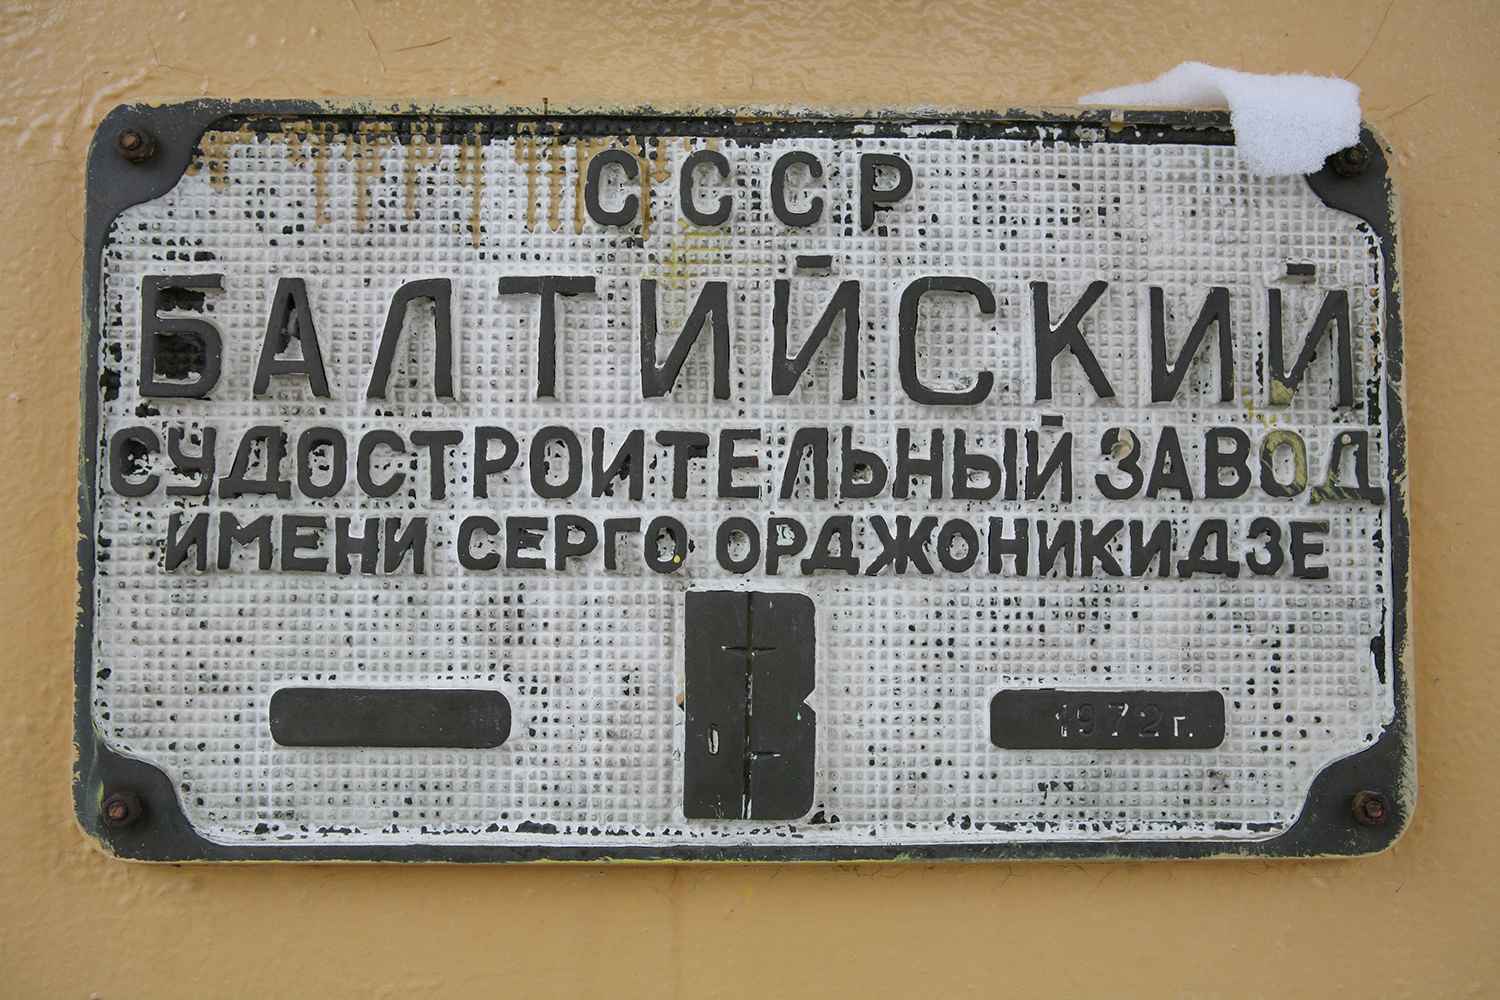 СССР
БАЛТИЙСКИЙ
СУДОСТРОИТЕЛЬНЫЙ ЗАВОД
ИМЕНИ СЕРГО ОРДЖОНИКИДЗЕ
1972 г.